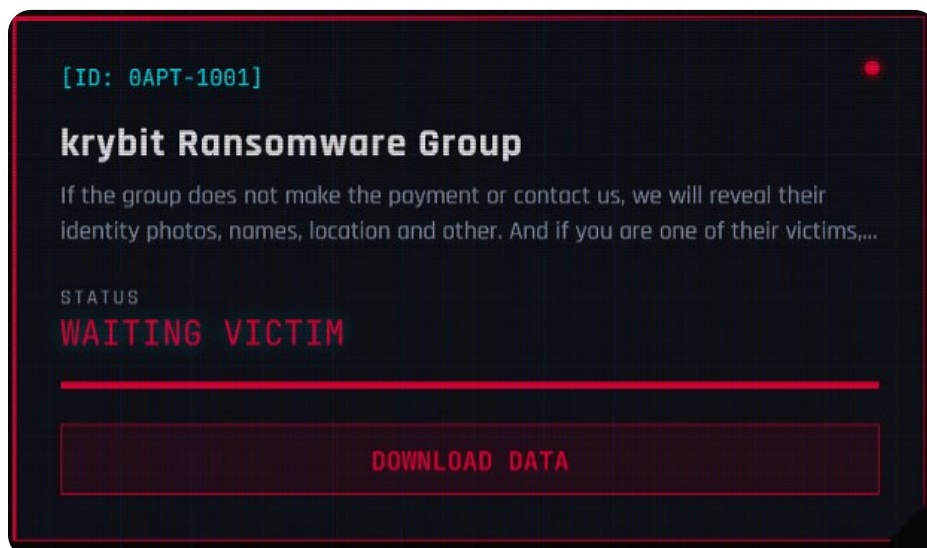 [ID: 0APT-1001]
krybit Ransomware Group
If the group does not make the payment or contact us, we will reveal their
identity photos, names, location and other. And if you are one of their victims,...
STATUS
WAITING VICTIM
DOWNLOAD DATA